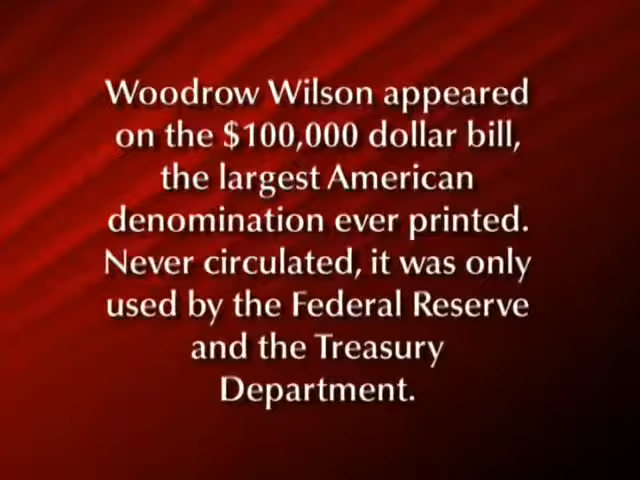 Woodrow Wilson appeared
on the $100,000 dollar bill,
the largest American
denomination ever printed.
Never circulated, it was only
used by the Federal Reserve
and the Treasury
Department.